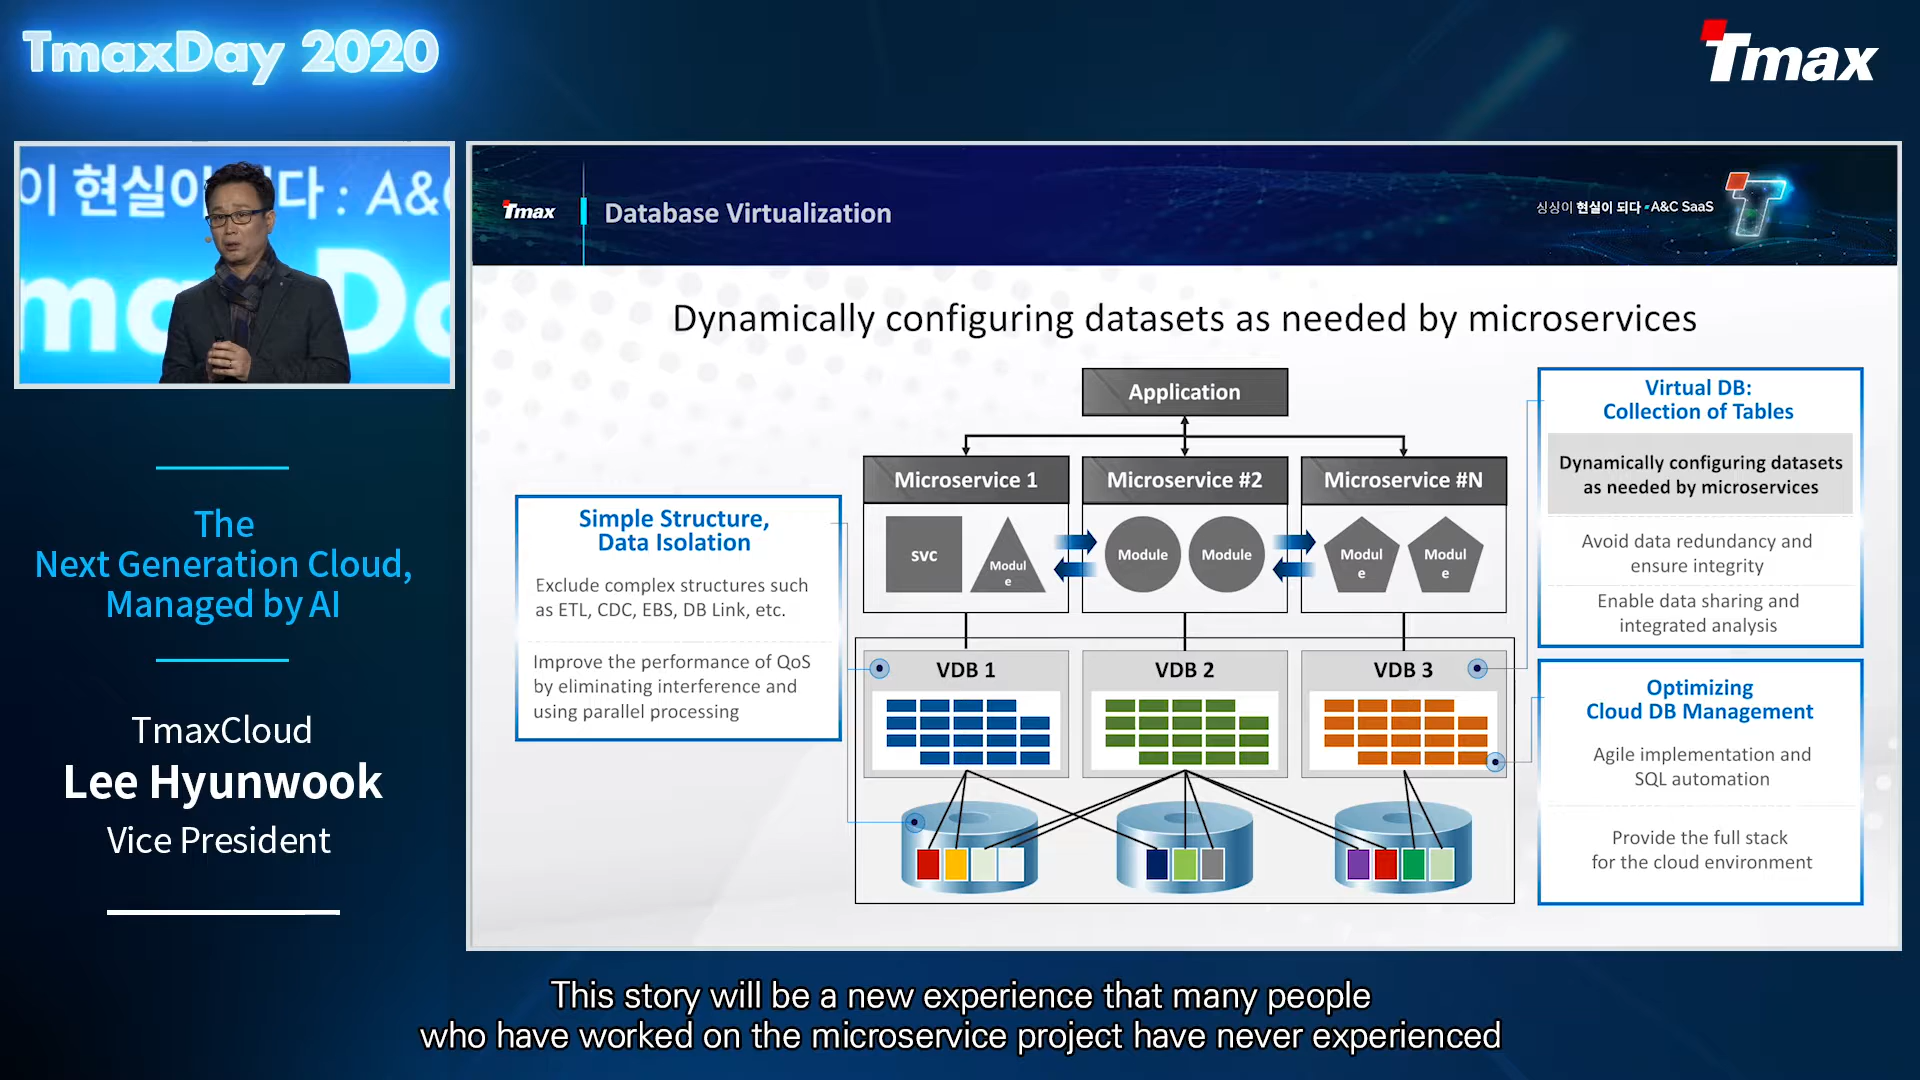 TmaxDay 2020
Tmax
이 현실이 되다 : A&C
Tmax
Database Virtualization
싱싱이 현실이 되다 • A&C SaaS
Dynamically configuring datasets as needed by microservices
Application
Microservice 1
Microservice #2
Microservice #N
svc
Modul
e
Module
Module
Modul
e
Modul
e
VDB 1
VDB 2
VDB 3
Simple Structure,
Data Isolation
Exclude complex structures such
as ETL, CDC, EBS, DB Link, etc.
Improve the performance of QoS
by eliminating interference and
using parallel processing
Virtual DB:
Collection of Tables
Dynamically configuring datasets
as needed by microservices
Avoid data redundancy and
ensure integrity
Enable data sharing and
integrated analysis
Optimizing
Cloud DB Management
Agile implementation and
SQL automation
Provide the full stack
for the cloud environment
The
Next Generation Cloud,
Managed by AI
TmaxCloud
Lee Hyunwook
Vice President
This story will be a new experience that many people
who have worked on the microservice project have never experienced